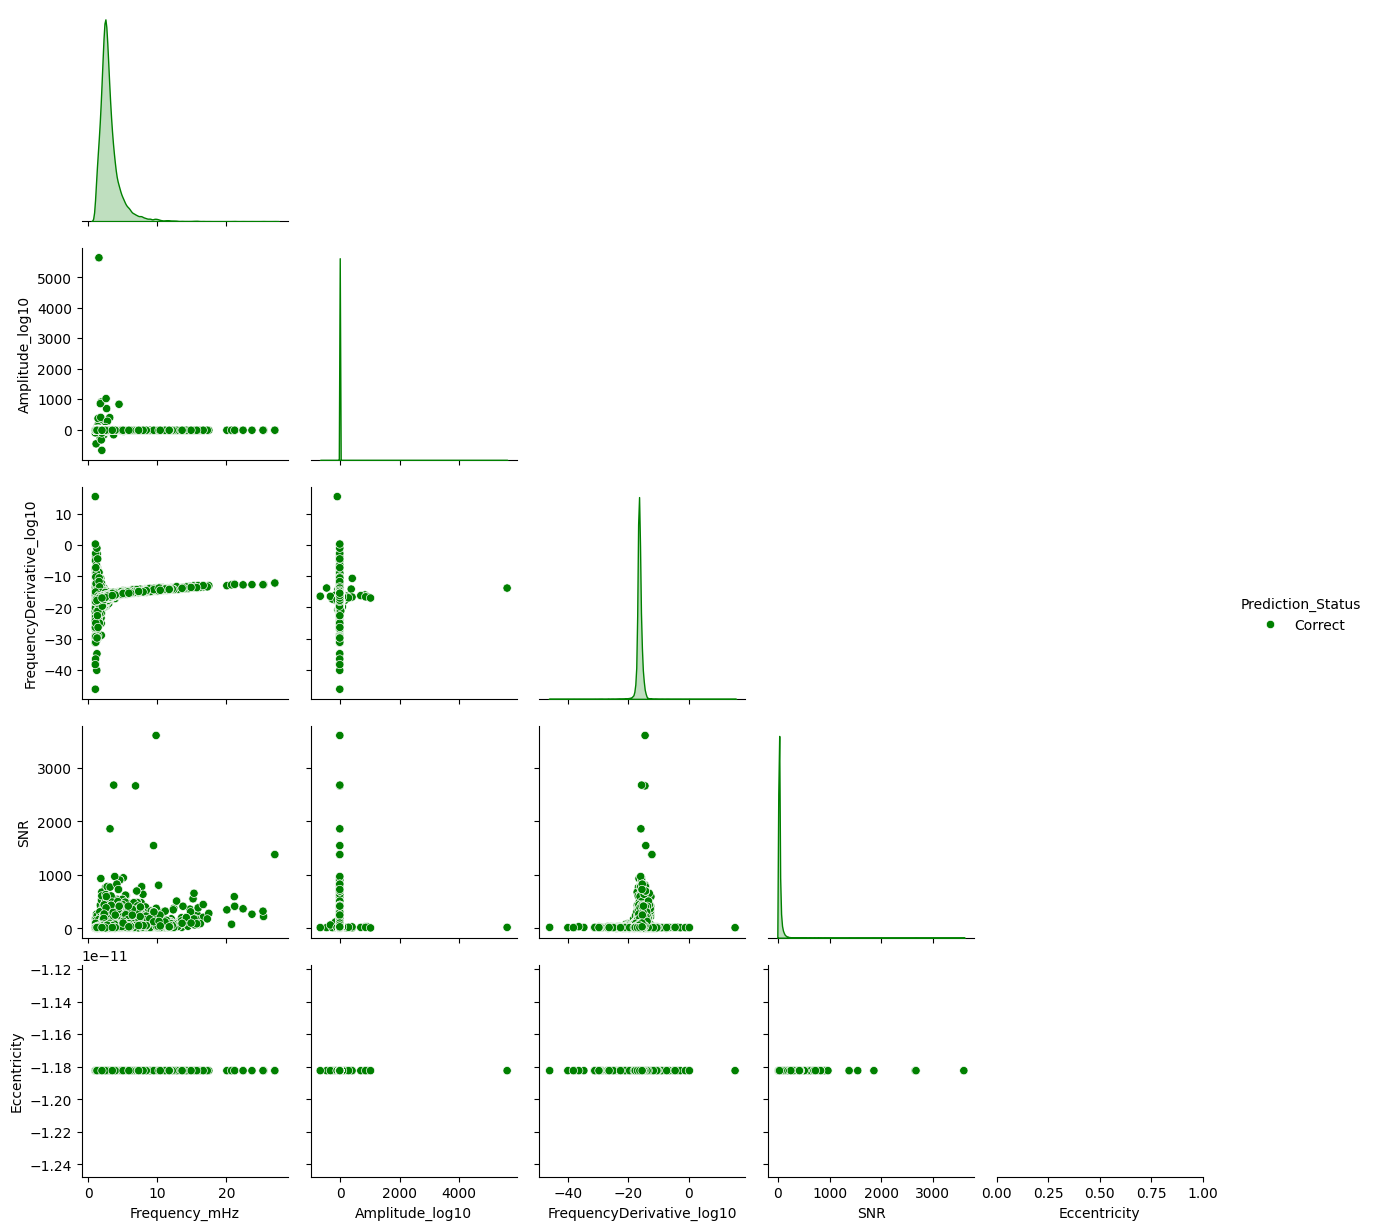 Amplitude_log10
5000
4000
3000
2000
1000
0
FrequencyDerivative_log10
10
0
−10
−20
−30
−40
Prediction_Status
Correct
SNR
3000
2000
1000
0
1e−11
Eccentricity
−1.12
−1.14
−1.16
−1.18
−1.20
−1.22
−1.24
0 10 20
Frequency_mHz
0 2000 4000
Amplitude_log10
−40 −20 0
FrequencyDerivative_log10
0 1000 2000 3000
SNR
0.00 0.25 0.50 0.75 1.00
Eccentricity